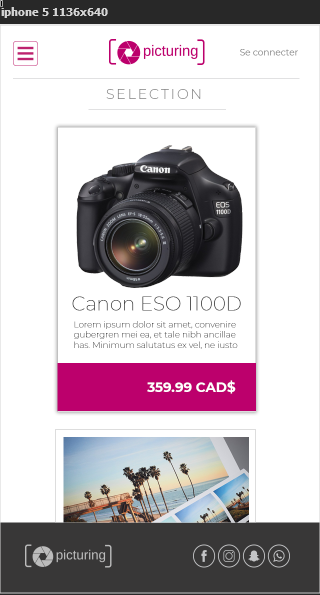 iphone 5 1136x640
picturing
Se connecter
SELECTION
Canon
EOS
1100D
Canon ESO 1100D
Lorem ipsum dolor sit amet, convenire
gubergren mei ea, et tale nibh ancillae
has. Minimum salutatus ex vel, ne iusto
359.99 CAD$
picturing